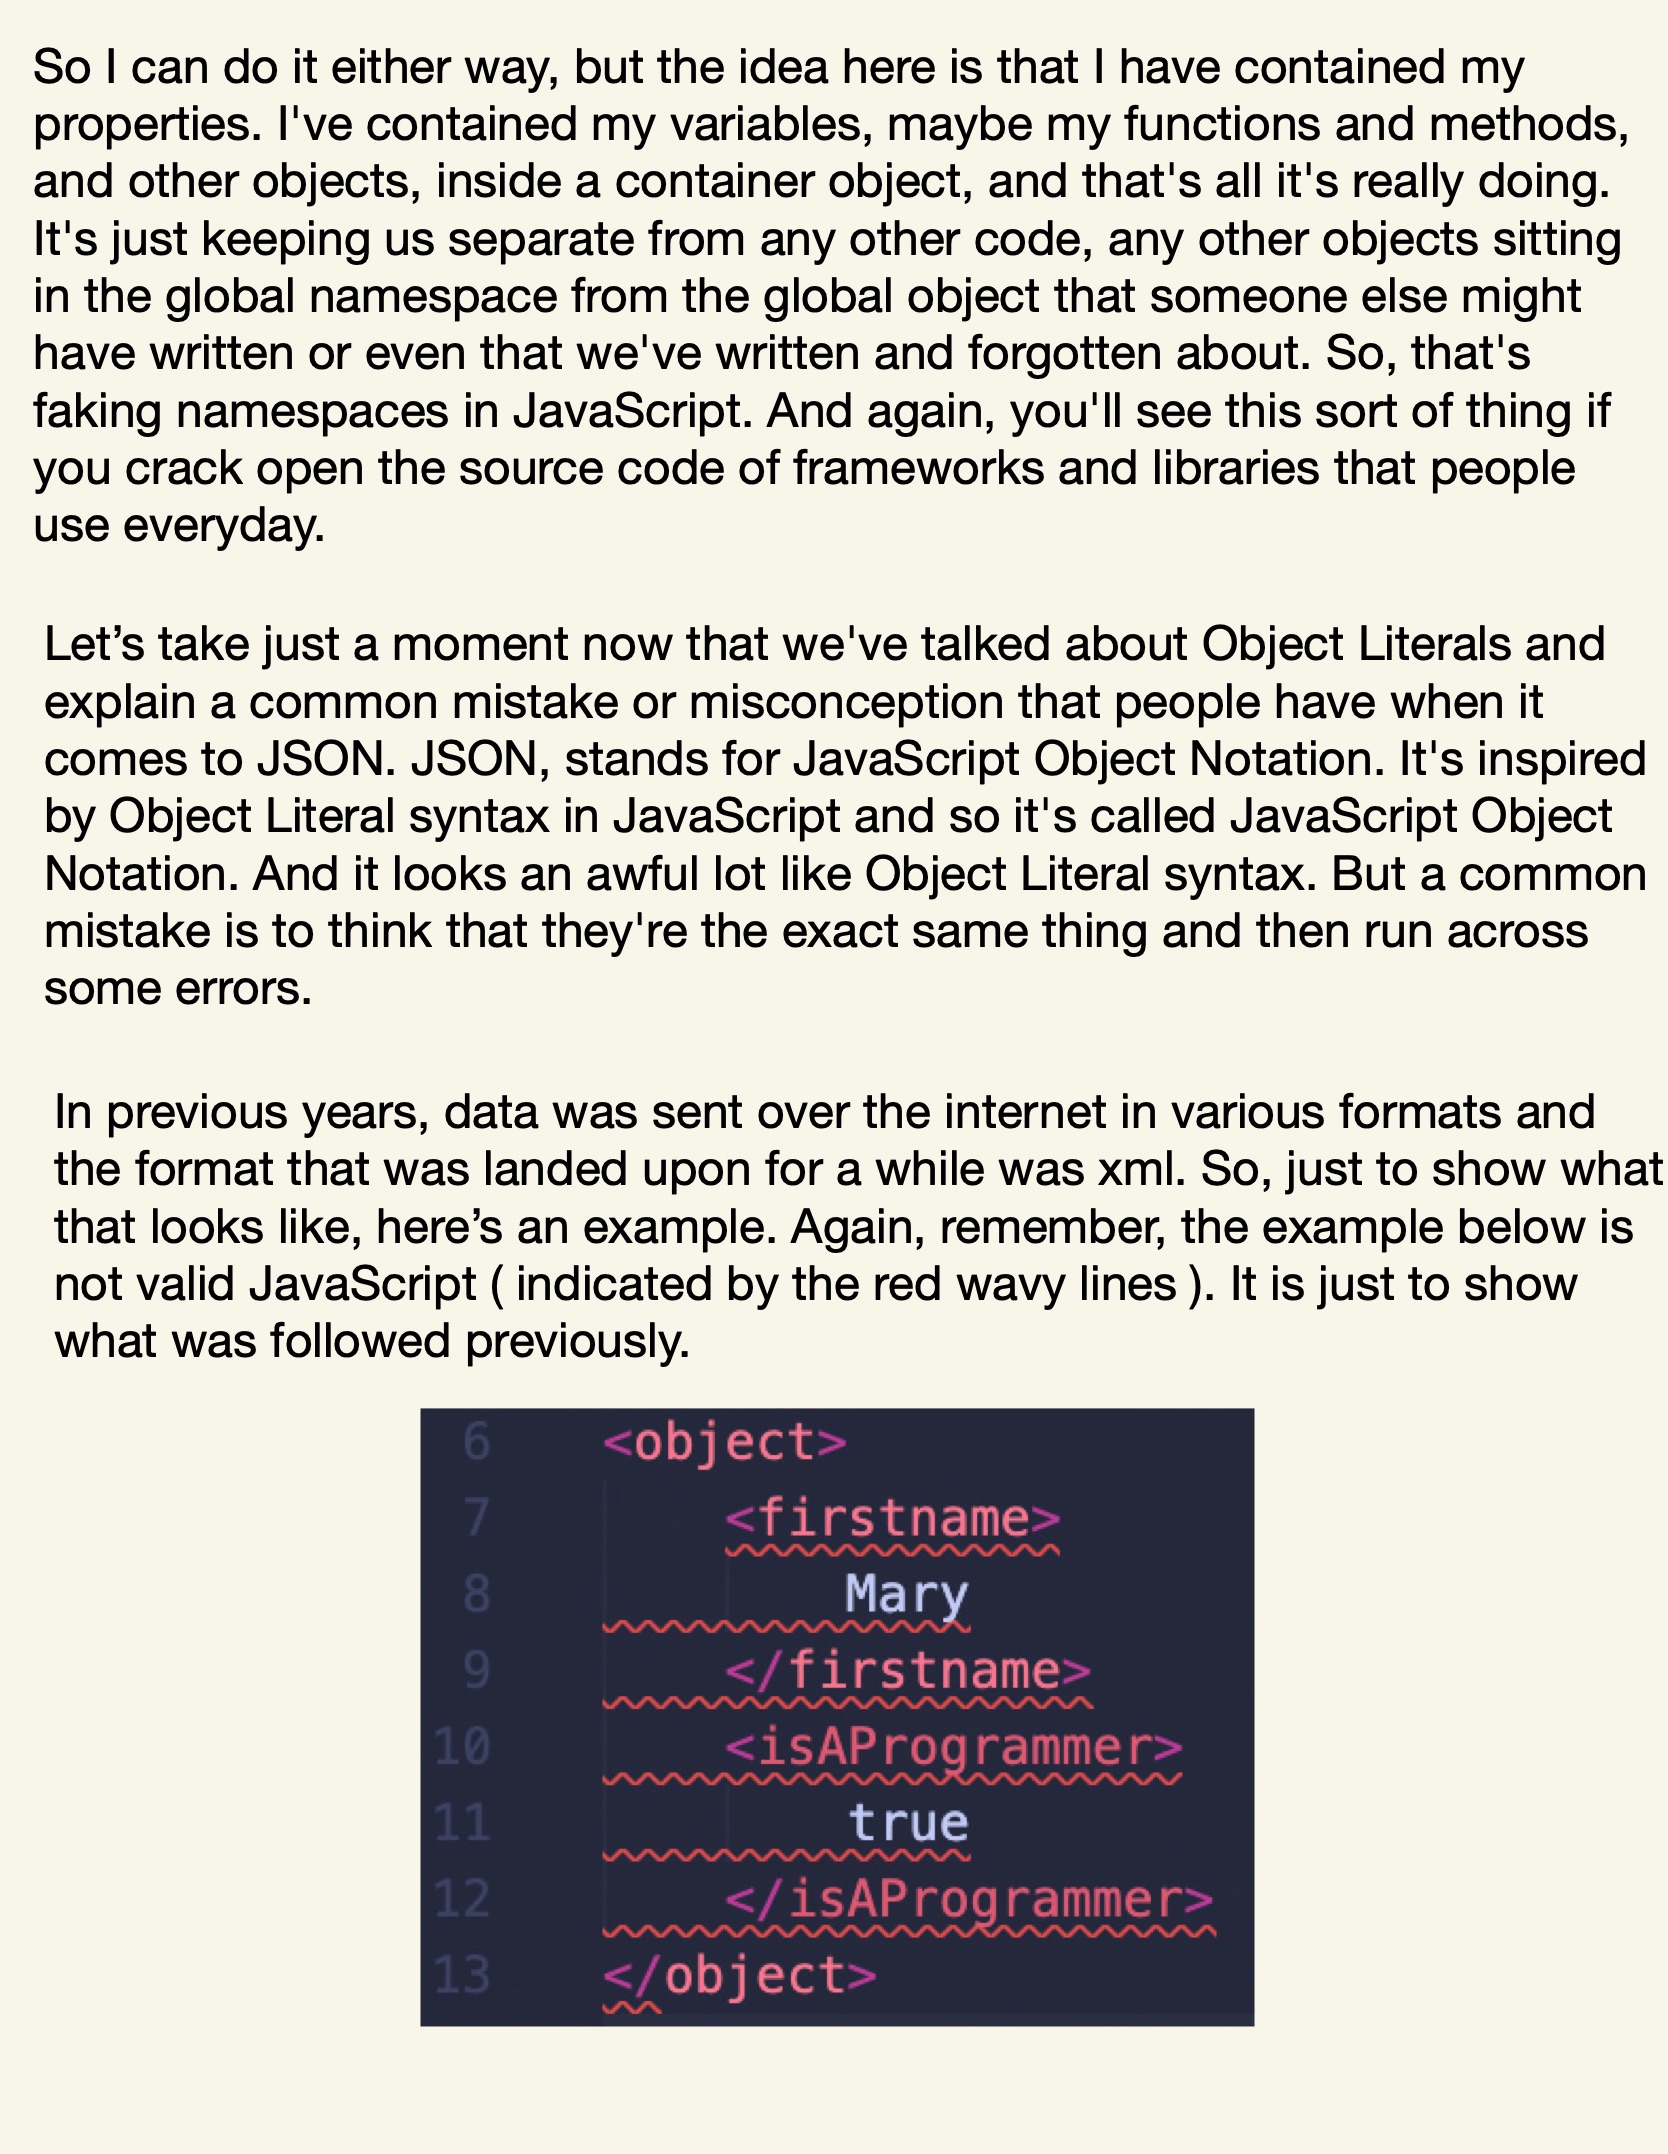 So I can do it either way, but the idea here is that I have contained my
properties. I've contained my variables, maybe my functions and methods,
and other objects, inside a container object, and that's all it's really doing.
It's just keeping us separate from any other code, any other objects sitting
in the global namespace from the global object that someone else might
have written or even that we've written and forgotten about. So, that's
faking namespaces in JavaScript. And again, you'll see this sort of thing if
you crack open the source code of frameworks and libraries that people
use everyday.
Let’s take just a moment now that we've talked about Object Literals and
explain a common mistake or misconception that people have when it
comes to JSON. JSON, stands for JavaScript Object Notation. It's inspired
by Object Literal syntax in JavaScript and so it's called JavaScript Object
Notation. And it looks an awful lot like Object Literal syntax. But a common
mistake is to think that they're the exact same thing and then run across
some errors.
In previous years, data was sent over the internet in various formats and
the format that was landed upon for a while was xml. So, just to show what
that looks like, here’s an example. Again, remember, the example below is
not valid JavaScript ( indicated by the red wavy lines ). It is just to show
what was followed previously.
6 <object>
7 <firstname>
8 Mary
9 </firstname>
10 <isAProgrammer>
11 true
12 </isAProgrammer>
13 </object>